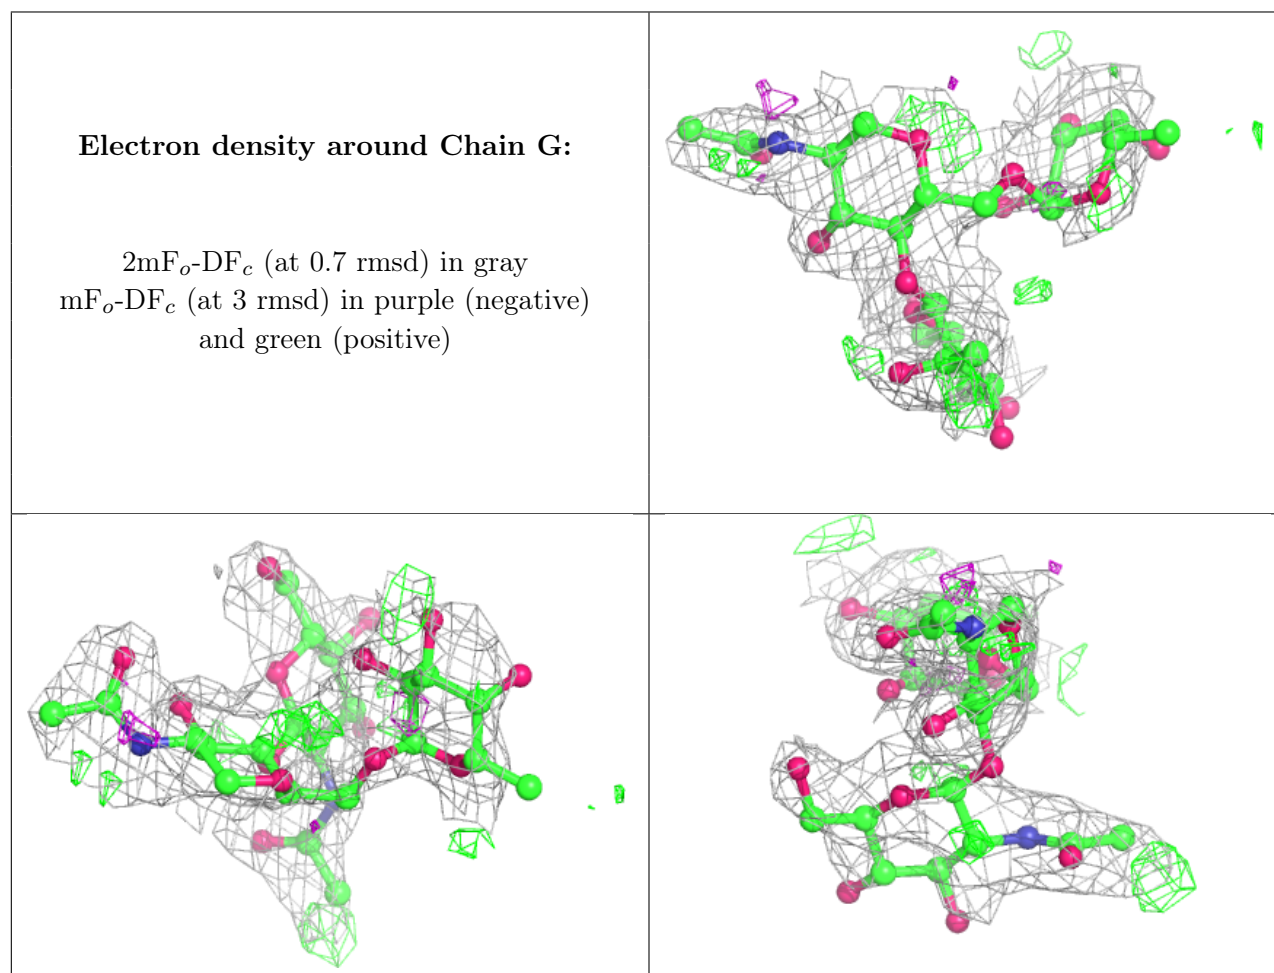 Electron density around Chain G:
2mFo-DFc (at 0.7 rmsd) in gray
mFo-DFc (at 3 rmsd) in purple (negative)
and green (positive)